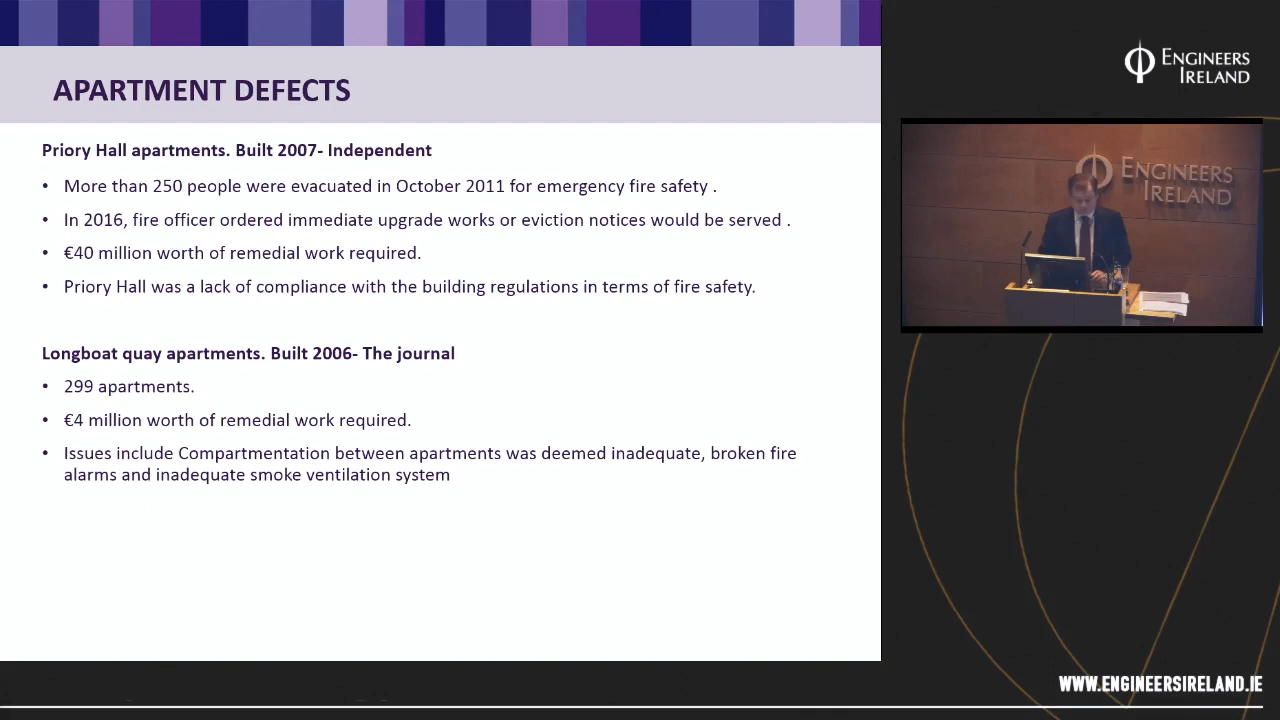 APARTMENT DEFECTS
Priory Hall apartments. Built 2007- Independent
• More than 250 people were evacuated in October 2011 for emergency fire safety .
• In 2016, fire officer ordered immediate upgrade works or eviction notices would be served .
• €40 million worth of remedial work required.
• Priory Hall was a lack of compliance with the building regulations in terms of fire safety.
Longboat quay apartments. Built 2006- The journal
• 299 apartments.
• €4 million worth of remedial work required.
• Issues include Compartmentation between apartments was deemed inadequate, broken fire
alarms and inadequate smoke ventilation system
ENGINEERS
IRELAND
ENGINEERS
IRELAND
WWW.ENGINEERSIRELAND.IE